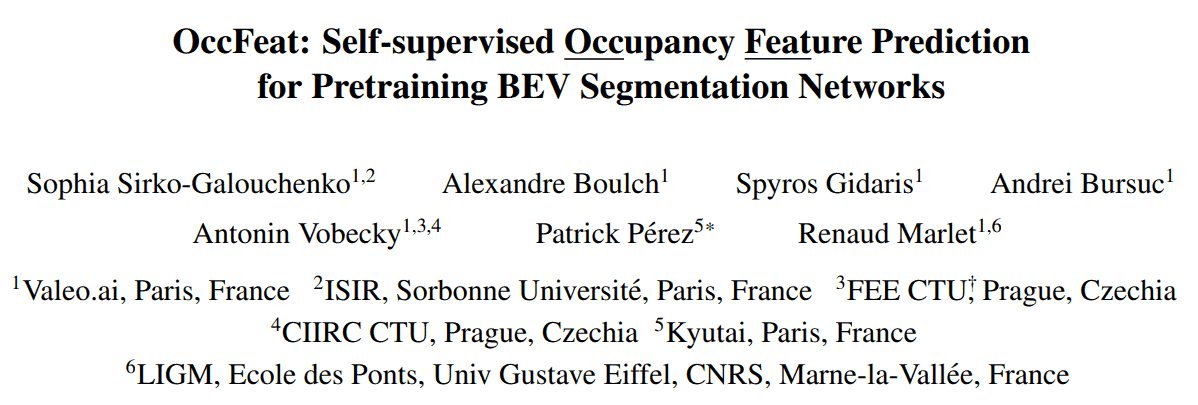 OccFeat: Self-supervised Occupancy Feature Prediction
for Pretraining BEV Segmentation Networks
Sophia Sirko-Galouchenko1,2 Alexandre Boulch1 Spyros Gidaris1 Andrei Bursuc1
Antonin Vobecky1,3,4 Patrick Pérez5* Renaud Marlet1,6
1Valeo.ai, Paris, France 2ISIR, Sorbonne Université, Paris, France 3FEE CTU†, Prague, Czechia
4CIIRC CTU, Prague, Czechia 5Kyutai, Paris, France
6LIGM, Ecole des Ponts, Univ Gustave Eiffel, CNRS, Marne-la-Vallée, France